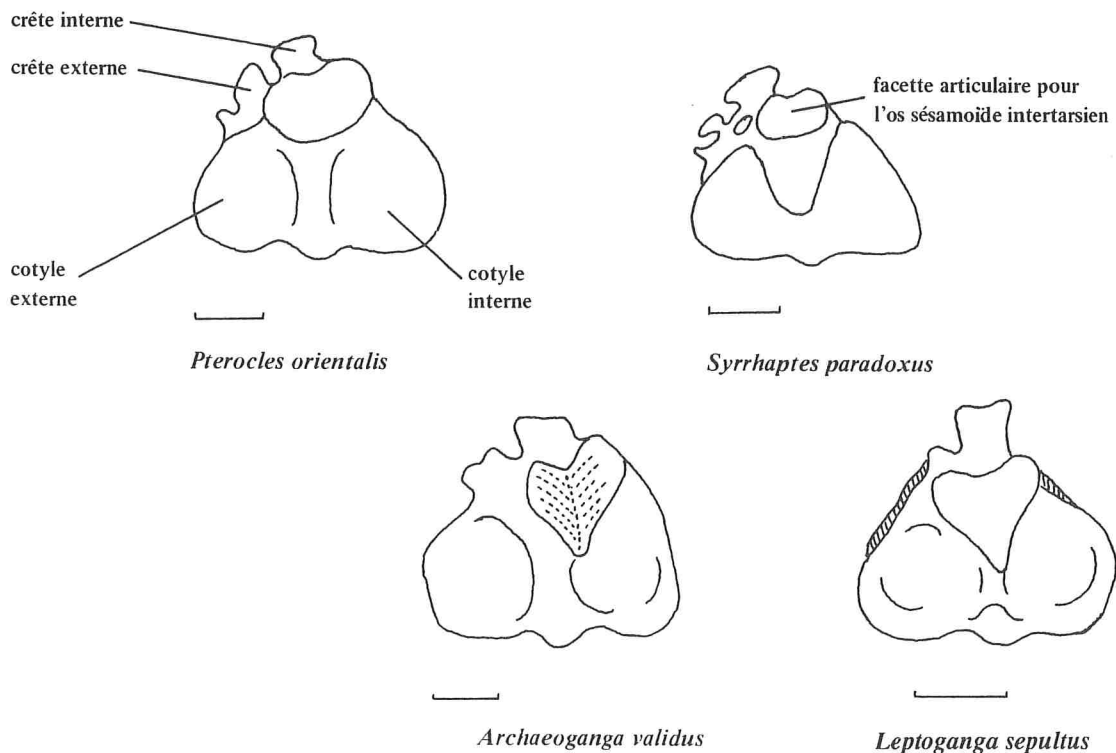 crête interne
crête externe
facette articulaire pour
l'os sésamoïde intertarsien
cotyle
externe
cotyle
interne
Pterocles orientalis
Syrrhaptes paradoxus
Archaeoganga validus
Leptoganga sepultus